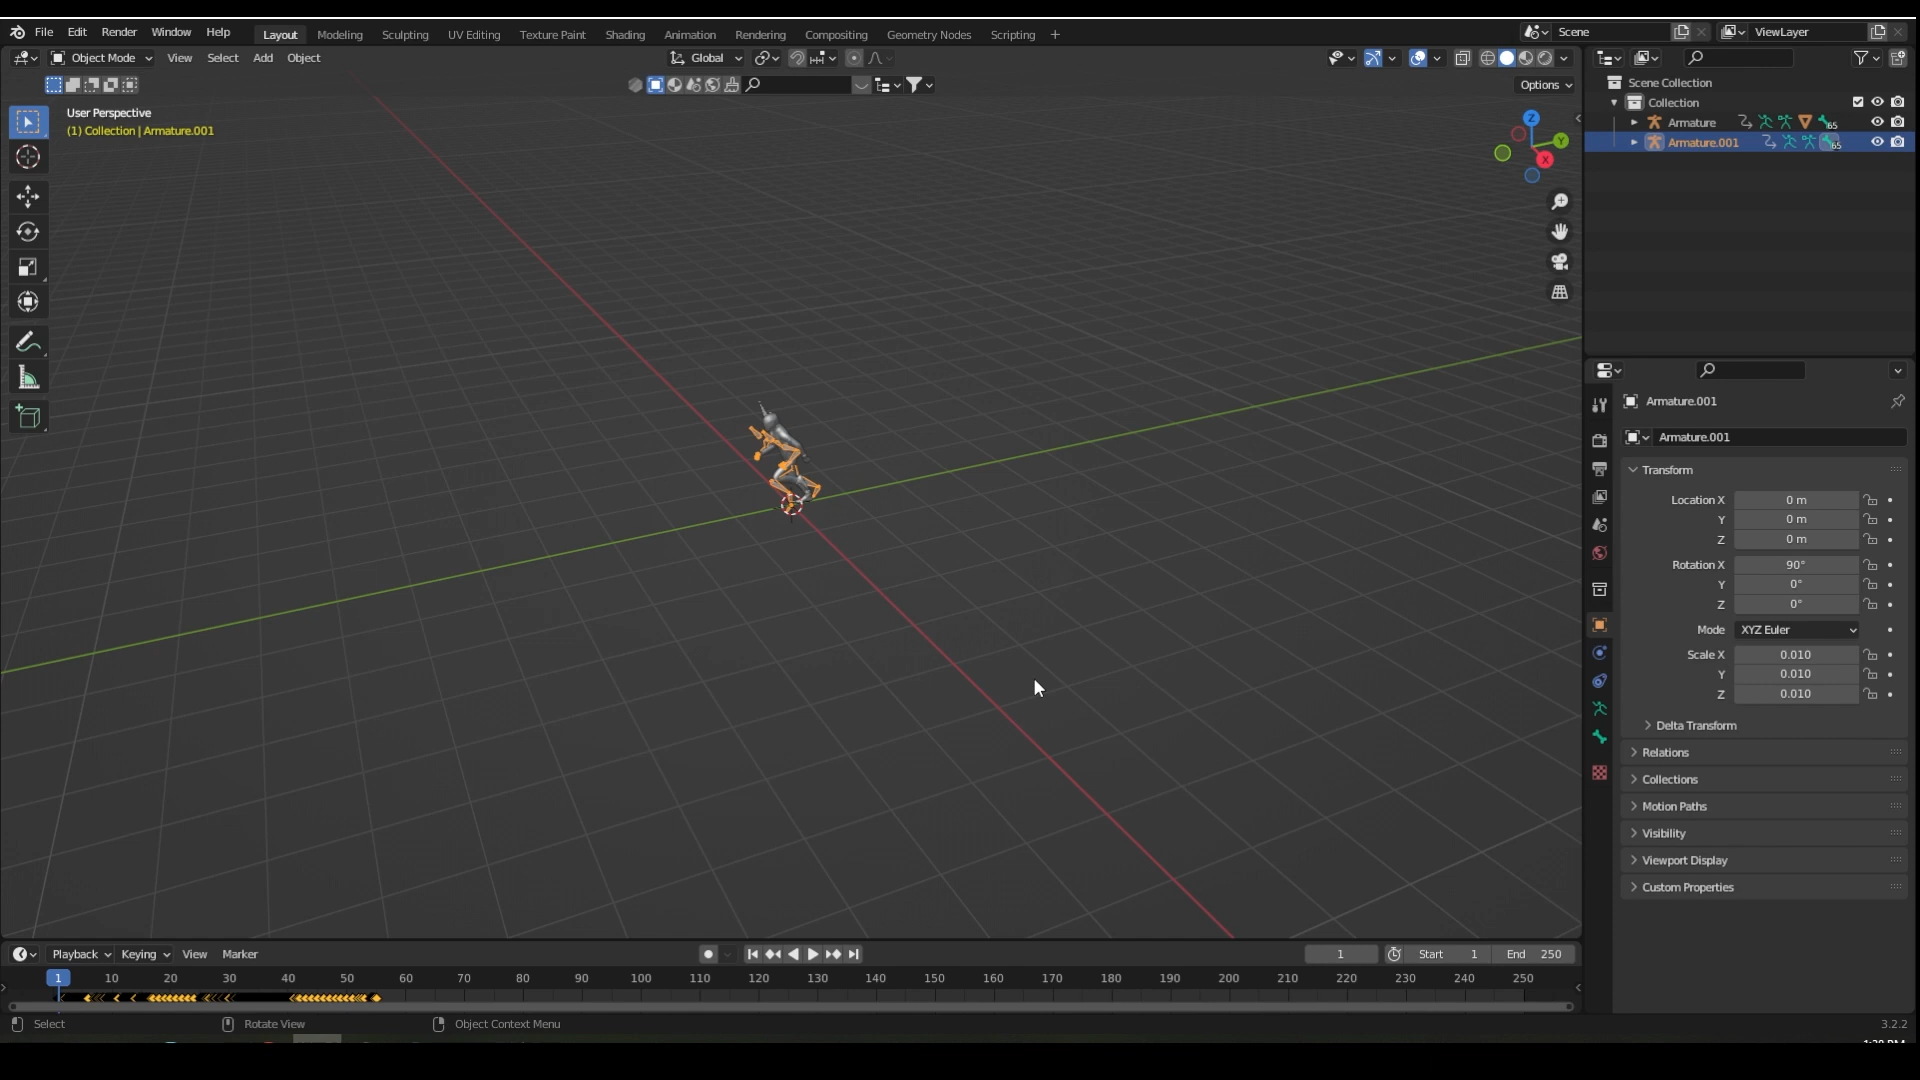 File Edit Render Window Help Layout Modeling Sculpting UV Editing Texture Paint Shading Animation Rendering Compositing Geometry Nodes Scripting + Scene ViewLayer
Object Mode View Select Add Object Global
Options
User Perspective
(1) Collection | Armature.001
Z
Y
X
Scene Collection
Collection
Armature 65
Armature.001 65
Armature.001
Armature.001
Transform
Location X 0 m
Y 0 m
Z 0 m
Rotation X 90°
Y 0°
Z 0°
Mode XYZ Euler
Scale X 0.010
Y 0.010
Z 0.010
Delta Transform
Relations
Collections
Motion Paths
Visibility
Viewport Display
Custom Properties
Playback Keying View Marker 1 Start 1 End 250
1 10 20 30 40 50 60 70 80 90 100 110 120 130 140 150 160 170 180 190 200 210 220 230 240 250
Select Rotate View Object Context Menu 3.2.2